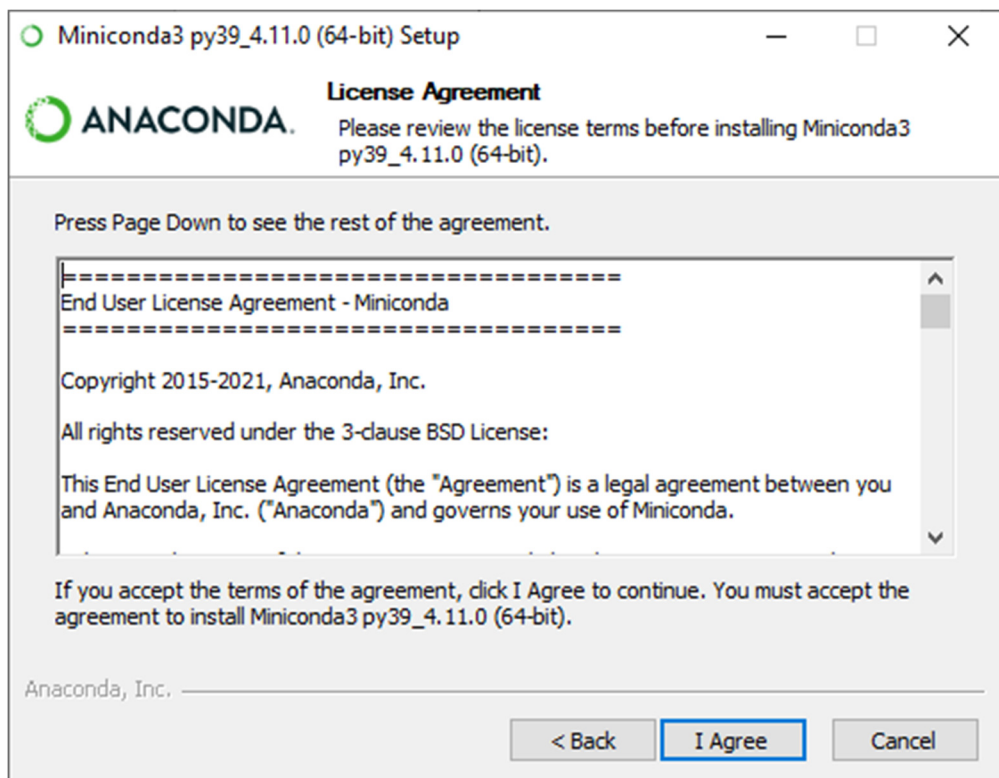 Miniconda3 py39_4.11.0 (64-bit) Setup
ANACONDA.
License Agreement
Please review the license terms before installing Miniconda3
py39_4.11.0 (64-bit).
Press Page Down to see the rest of the agreement.
===================================
End User License Agreement - Miniconda
===================================
Copyright 2015-2021, Anaconda, Inc.
All rights reserved under the 3-clause BSD License:
This End User License Agreement (the "Agreement") is a legal agreement between you
and Anaconda, Inc. ("Anaconda") and governs your use of Miniconda.
If you accept the terms of the agreement, click I Agree to continue. You must accept the
agreement to install Miniconda3 py39_4.11.0 (64-bit).
Anaconda, Inc.
< Back
I Agree
Cancel